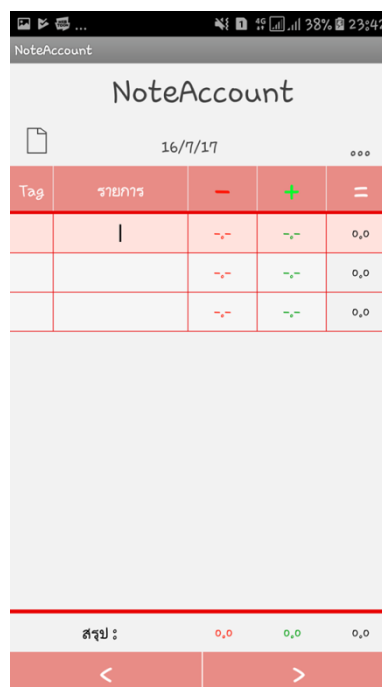 ... 1 4G 38% 23:42
NoteAccount
NoteAccount
16/7/17 ...
Tag รายการ - + =
-.- -.- 0.0
-.- -.- 0.0
-.- -.- 0.0
สรุป : 0.0 0.0 0.0
< >